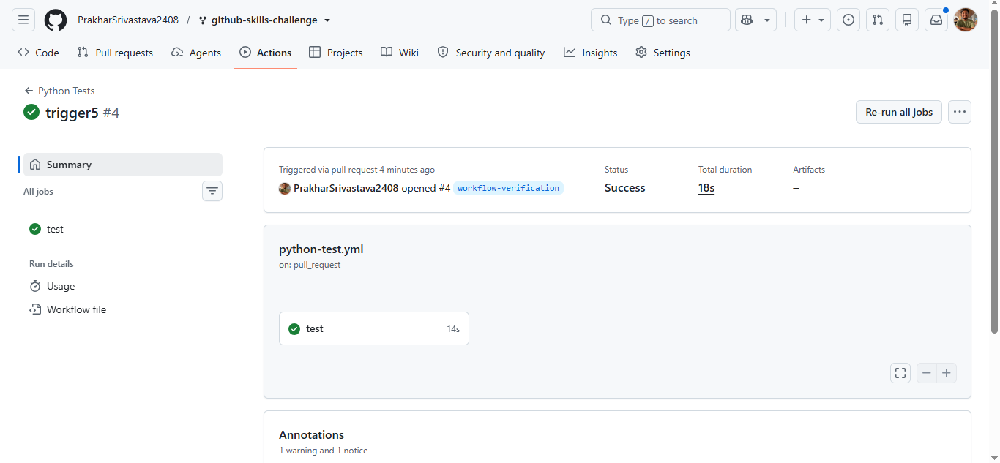 PrakharSrivastava2408 / github-skills-challenge
Type / to search
Code Pull requests Agents Actions Projects Wiki Security and quality Insights Settings
Python Tests
trigger5 #4
Re-run all jobs
Summary
All jobs
test
Run details
Usage
Workflow file
Triggered via pull request 4 minutes ago
PrakharSrivastava2408 opened #4 workflow-verification
Status
Success
Total duration
18s
Artifacts
–
python-test.yml
on: pull_request
test 14s
Annotations
1 warning and 1 notice